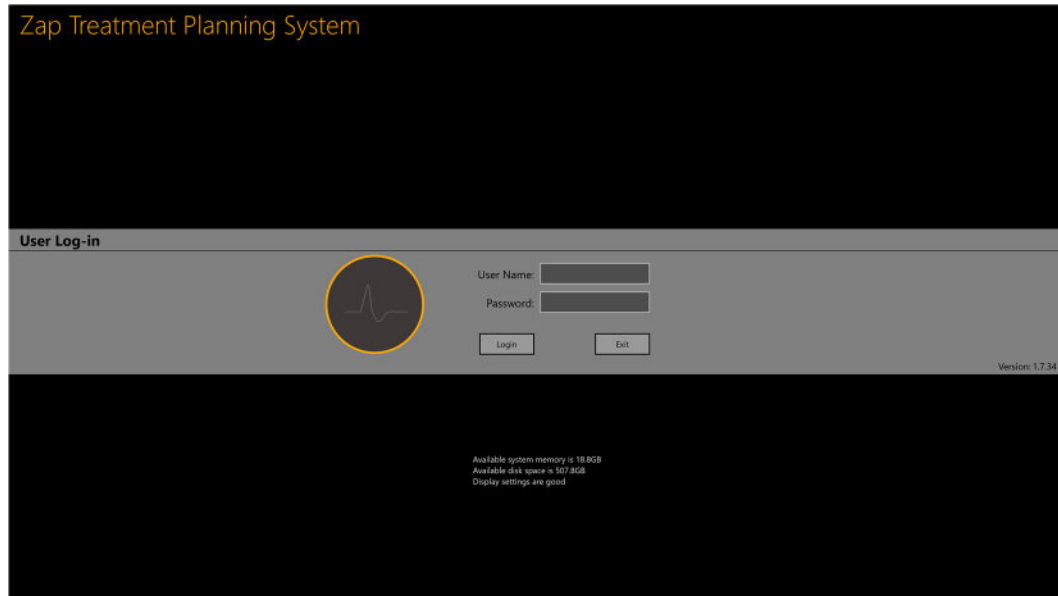 Zap Treatment Planning System
User Log-in
User Name:
Password:
Login Exit
Version: 1.7.34
Available system memory is 18.8GB
Available disk space is 507.8GB
Display settings are good